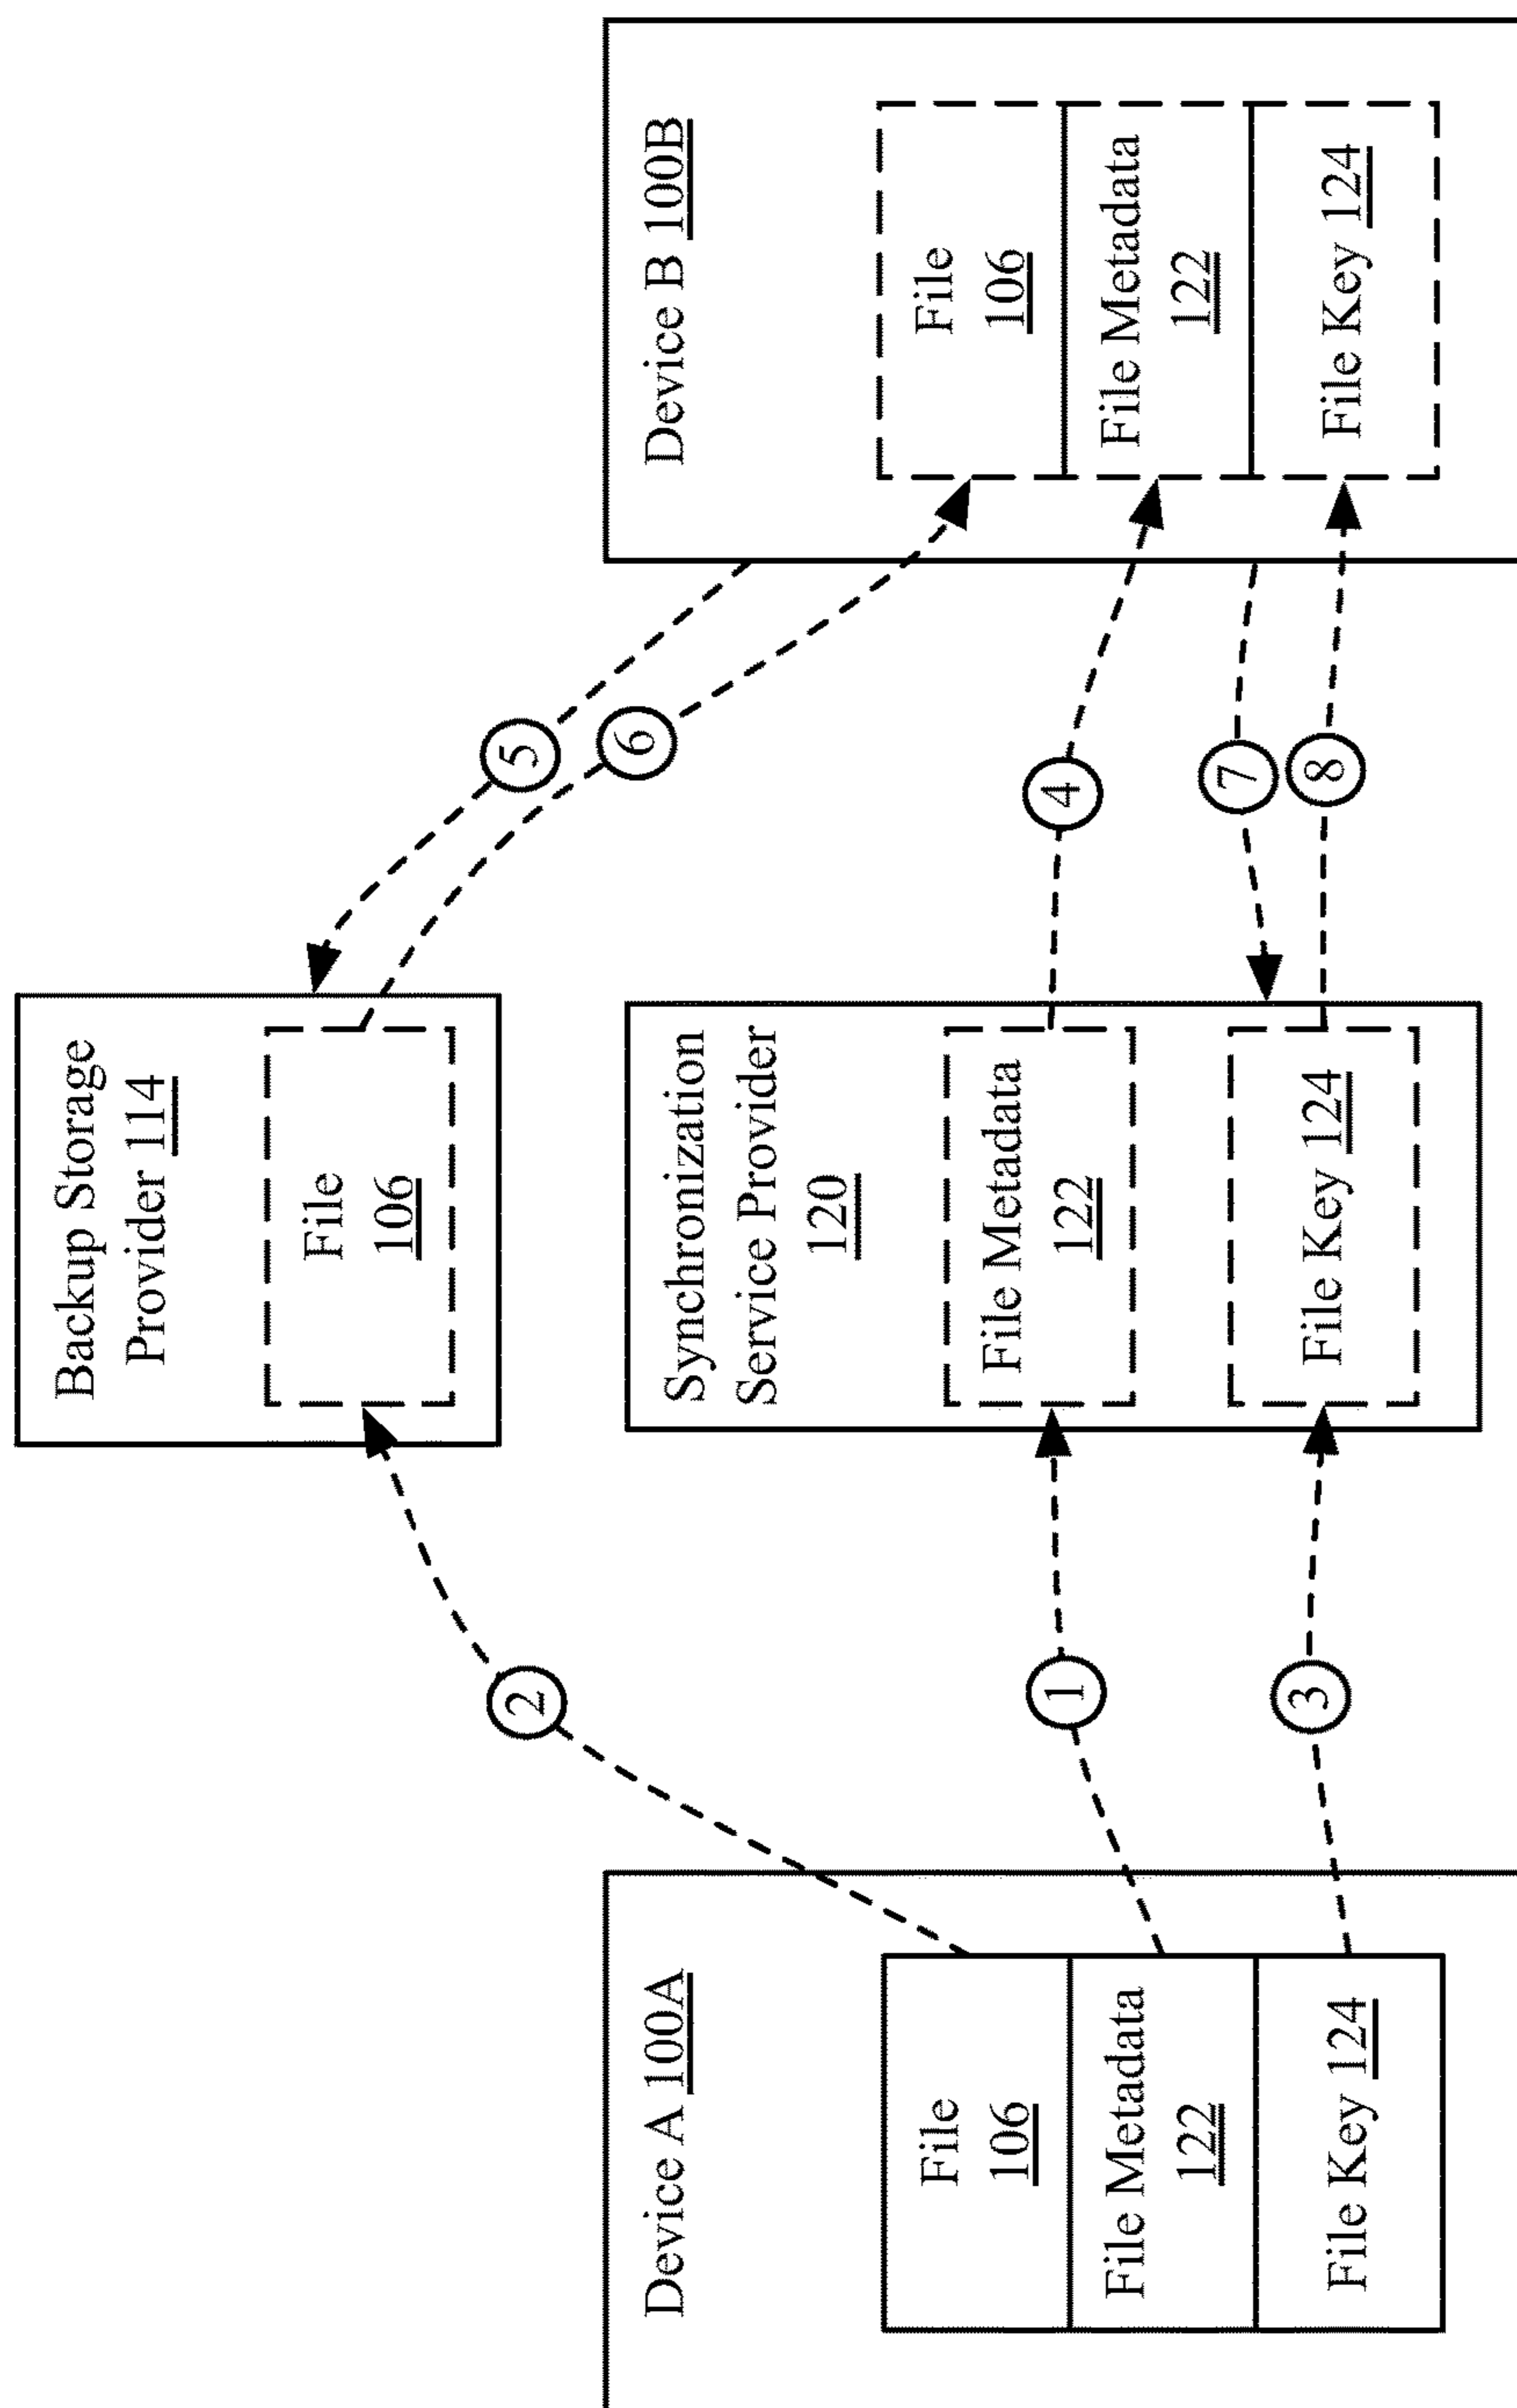 Backup Storage
Provider 114
File
106
Device A 100A
File
106
File Metadata
122
File Key 124
Synchronization
Service Provider
120
File Metadata
122
File Key 124
Device B 100B
File
106
File Metadata
122
File Key 124
2
1
3
5
6
4
7
8